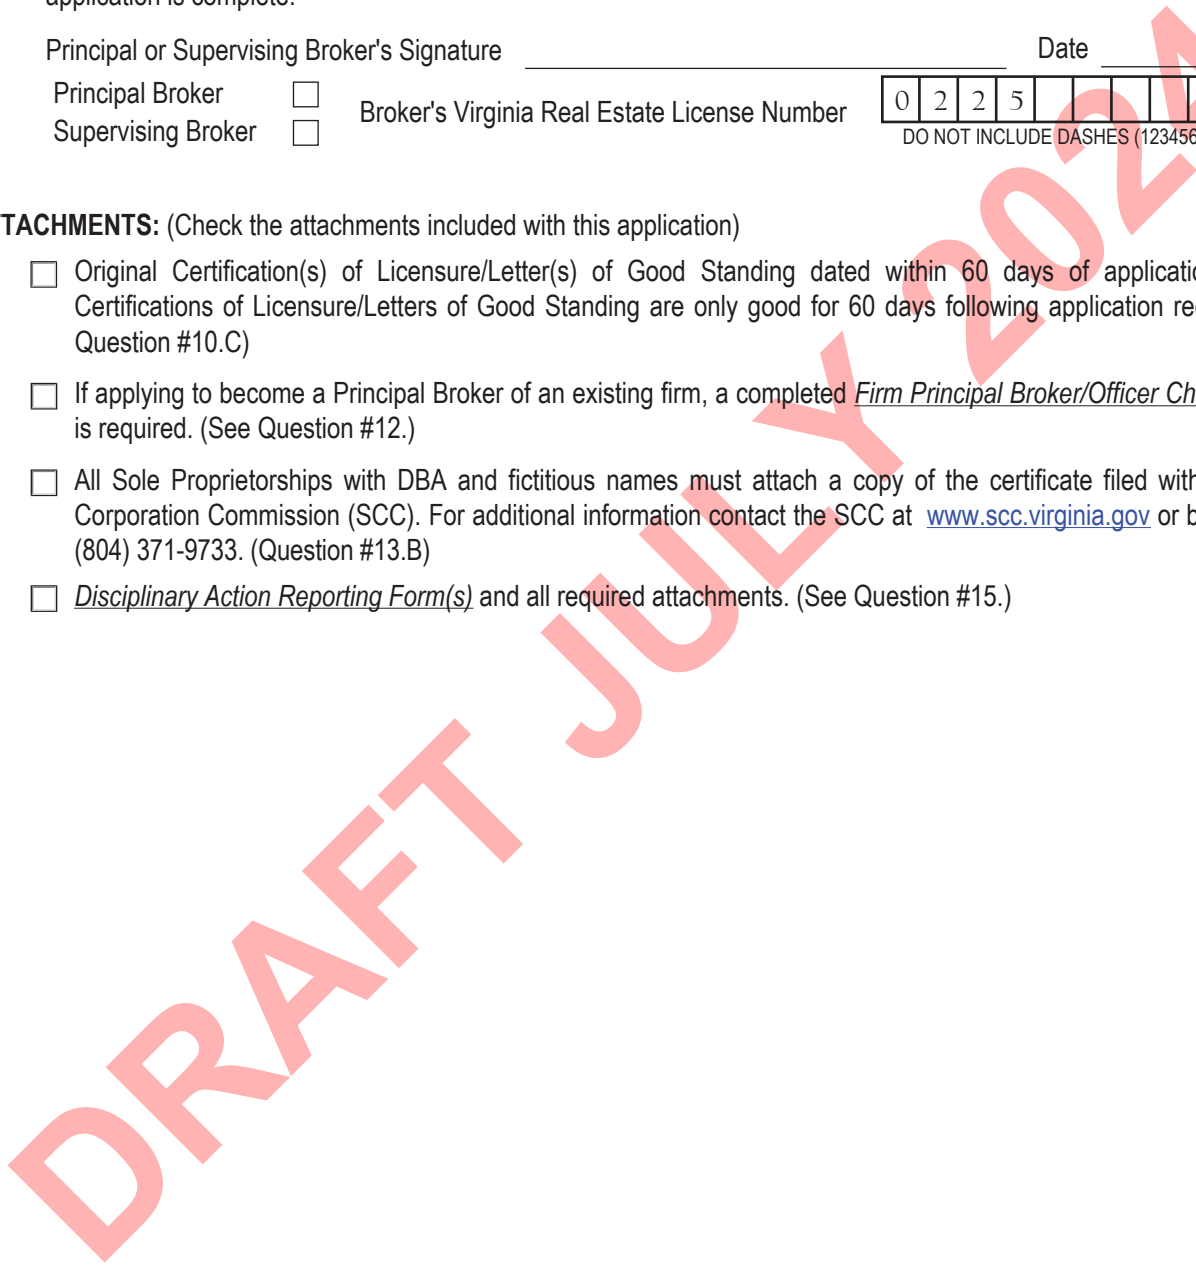 application is complete.
Principal or Supervising Broker's Signature Date
Principal Broker
Supervising Broker
Broker's Virginia Real Estate License Number 0 2 2 5
DO NOT INCLUDE DASHES (123456
TACHMENTS: (Check the attachments included with this application)
Original Certification(s) of Licensure/Letter(s) of Good Standing dated within 60 days of
Certifications of Licensure/Letters of Good Standing are only good for 60 days following application
Question #10.C)
If applying to become a Principal Broker of an existing firm, a completed Firm Principal Broker/Officer
is required. (See Question #12.)
All Sole Proprietorships with DBA and fictitious names must attach a copy of the certificate filed
Corporation Commission (SCC). For additional information contact the SCC at www.scc.virginia.gov or
(804) 371-9733. (Question #13.B)
Disciplinary Action Reporting Form(s) and all required attachments. (See Question #15.)
DRAFT JULY 2024